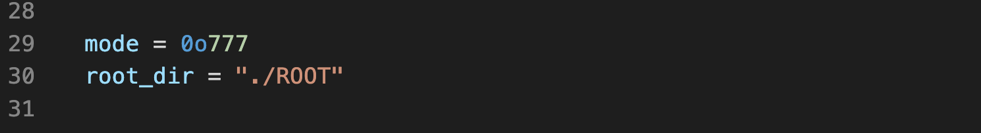 28
29 mode = 0o777
30 root_dir = "./ROOT"
31